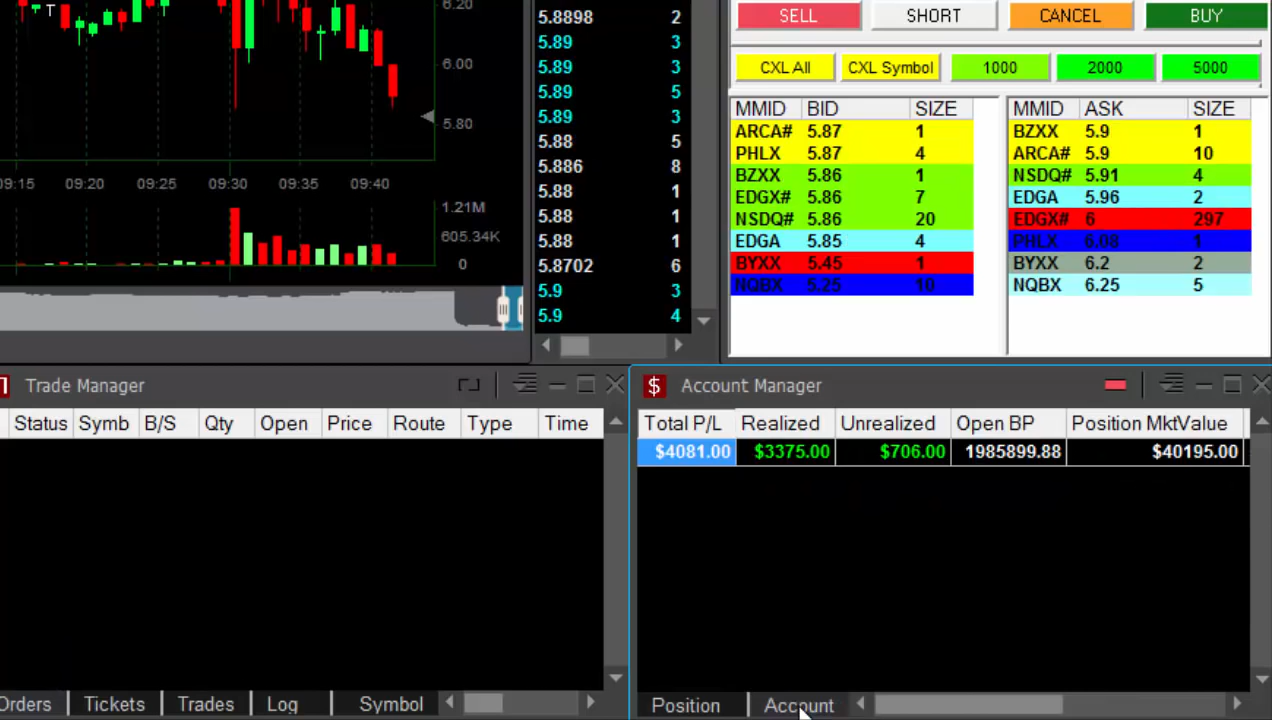 T
6.20
6.00
5.80
09:15 09:20 09:25 09:30 09:35 09:40
1.21M
605.34K
0
5.8898 2
5.89 3
5.89 3
5.89 5
5.89 3
5.88 5
5.886 8
5.88 1
5.88 1
5.88 1
5.8702 6
5.9 3
5.9 4
SELL SHORT CANCEL BUY
CXL All CXL Symbol 1000 2000 5000
MMID BID SIZE MMID ASK SIZE
ARCA# 5.87 1 BZXX 5.9 1
PHLX 5.87 4 ARCA# 5.9 10
BZXX 5.86 1 NSDQ# 5.91 4
EDGX# 5.86 7 EDGA 5.96 2
NSDQ# 5.86 20 EDGX# 6 297
EDGA 5.85 4 PHLX 6.08 1
BYXX 5.45 1 BYXX 6.2 2
NQBX 5.25 10 NQBX 6.25 5
Trade Manager
Status Symb B/S Qty Open Price Route Type Time
Orders Tickets Trades Log Symbol
$ Account Manager
Total P/L Realized Unrealized Open BP Position MktValue
$4081.00 $3375.00 $706.00 1985899.88 $40195.00
Position Account